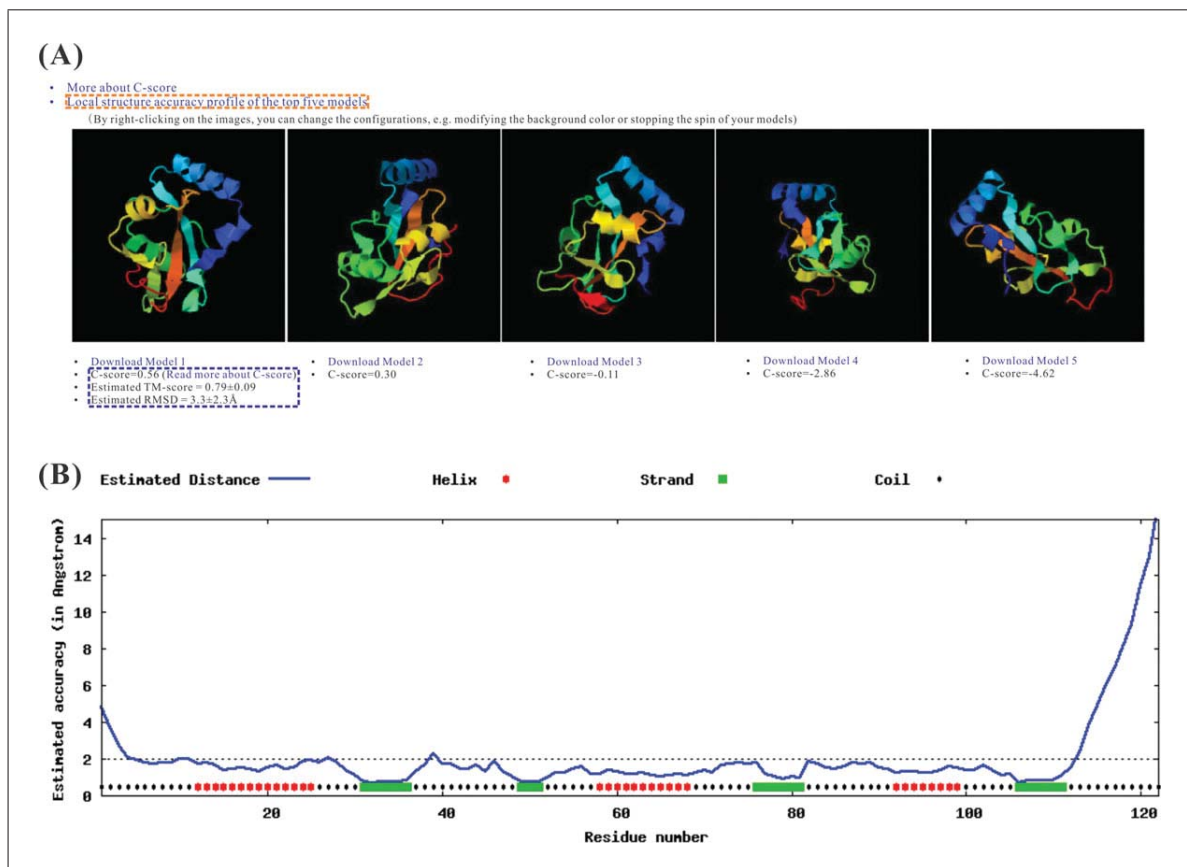 (A)
• More about C-score
• Local structure accuracy profile of the top five models
(By right-clicking on the images, you can change the configurations, e.g. modifying the background color or stopping the spin of your models)
• Download Model 1
• C-score=0.56 (Read more about C-score)
• Estimated TM-score = 0.79±0.09
• Estimated RMSD = 3.3±2.3Å
• Download Model 2
• C-score=0.30
• Download Model 3
• C-score=-0.11
• Download Model 4
• C-score=-2.86
• Download Model 5
• C-score=-4.62
(B)
Estimated Distance Helix Strand Coil
Estimated accuracy (in Angstrom)
14
12
10
8
6
4
2
0
20 40 60 80 100 120
Residue number